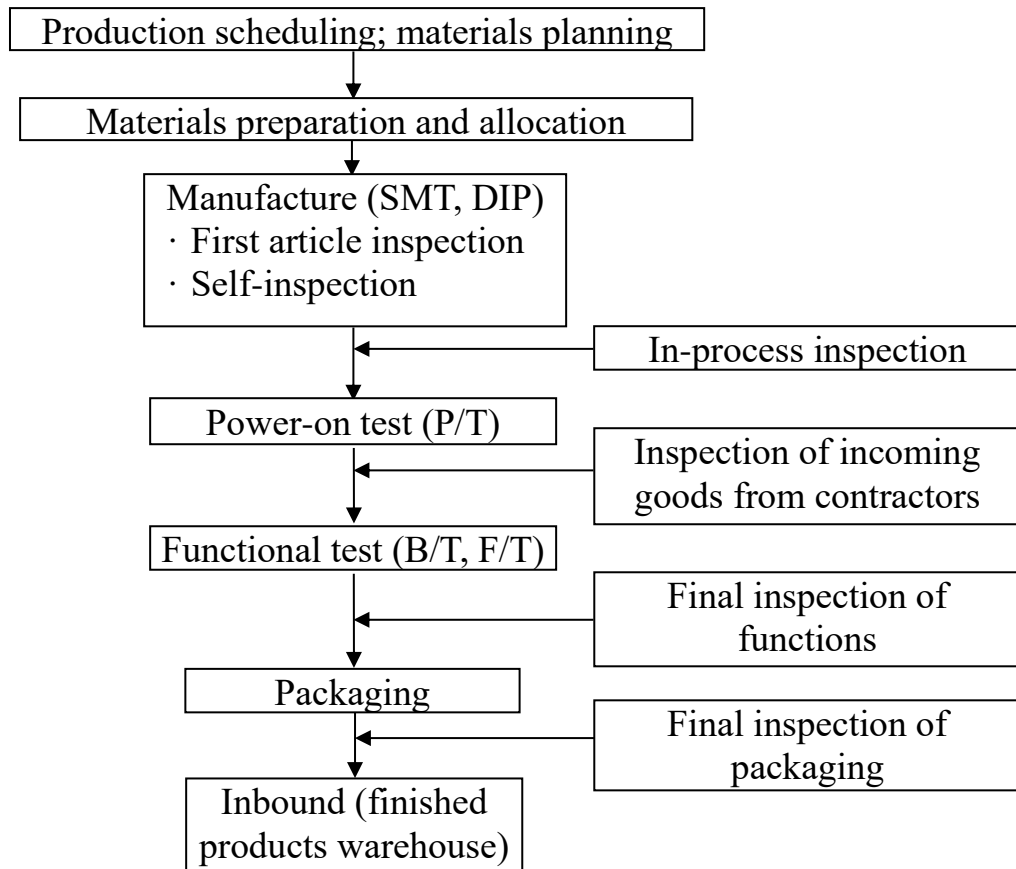 Production scheduling; materials planning
Materials preparation and allocation
Manufacture (SMT, DIP)
· First article inspection
· Self-inspection
In-process inspection
Power-on test (P/T)
Inspection of incoming
goods from contractors
Functional test (B/T, F/T)
Final inspection of
functions
Packaging
Final inspection of
packaging
Inbound (finished
products warehouse)